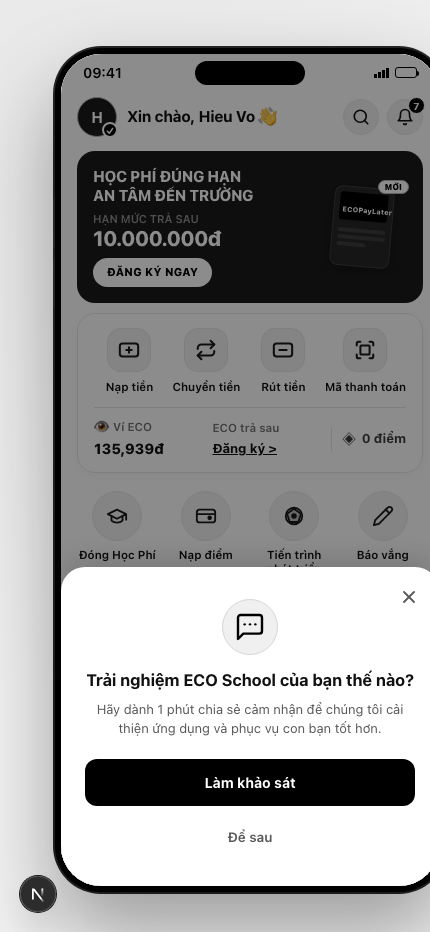 09:41
H
Xin chào, Hieu Vo 👋
7
HỌC PHÍ ĐÚNG HẠN
AN TÂM ĐẾN TRƯỜNG
HẠN MỨC TRẢ SAU
10.000.000đ
ĐĂNG KÝ NGAY
MỚI
ECOPayLater
Nạp tiền
Chuyển tiền
Rút tiền
Mã thanh toán
👁️ Ví ECO
135,939đ
ECO trả sau
Đăng ký >
0 điểm
Đóng Học Phí
Nạp điểm
Tiến trình
Báo vắng
Trải nghiệm ECO School của bạn thế nào?
Hãy dành 1 phút chia sẻ cảm nhận để chúng tôi cải
thiện ứng dụng và phục vụ con bạn tốt hơn.
Làm khảo sát
Để sau
N